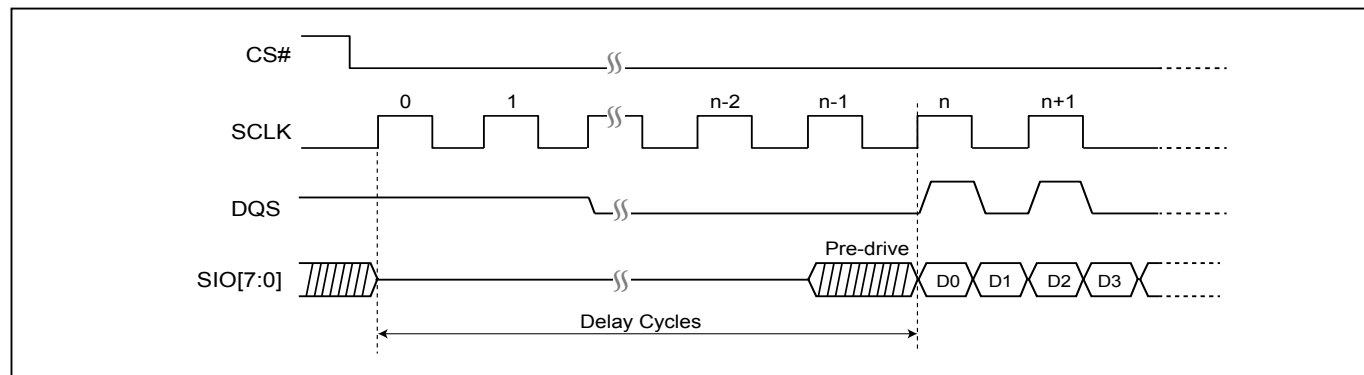 CS#
0 1 n-2 n-1 n n+1
SCLK
DQS
Pre-drive
SIO[7:0] D0 D1 D2 D3
Delay Cycles